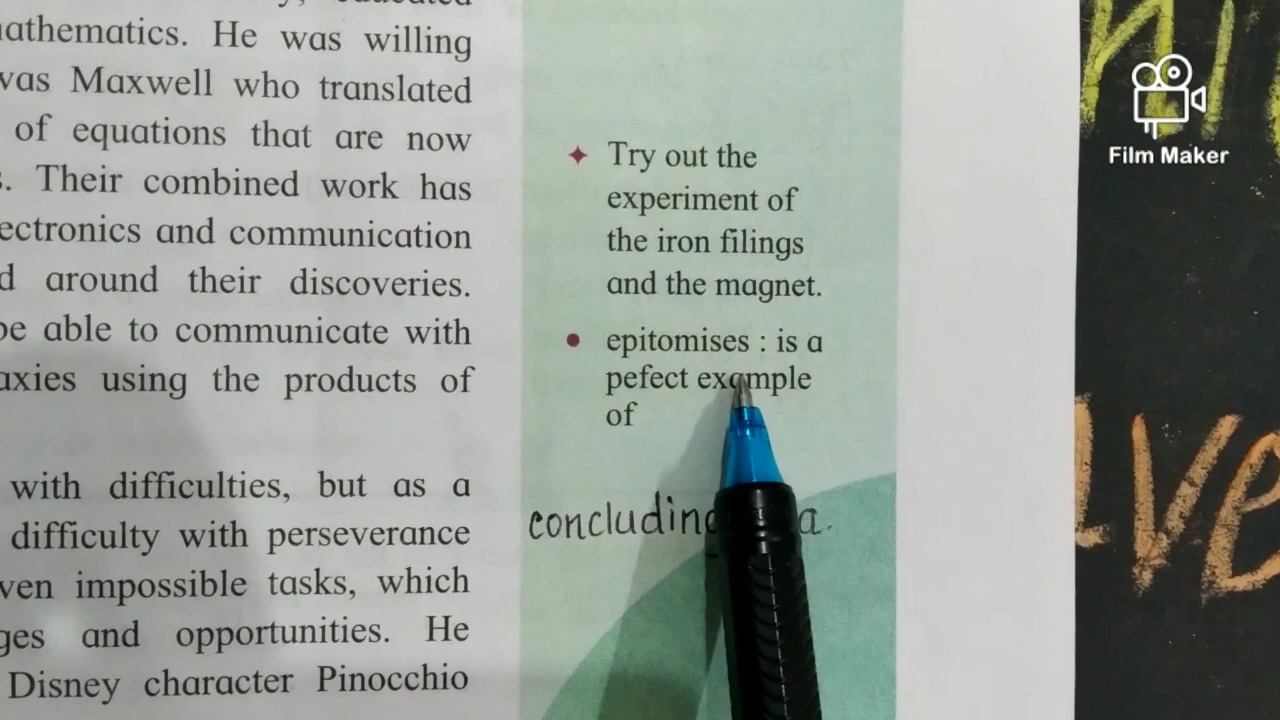 mathematics. He was willing
was Maxwell who translated
of equations that are now
s. Their combined work has
ectronics and communication
d around their discoveries.
be able to communicate with
axies using the products of
with difficulties, but as a
difficulty with perseverance
ven impossible tasks, which
ges and opportunities. He
Disney character Pinocchio
Try out the
experiment of
the iron filings
and the magnet.
epitomises : is a
pefect example
of
concluding
Film Maker